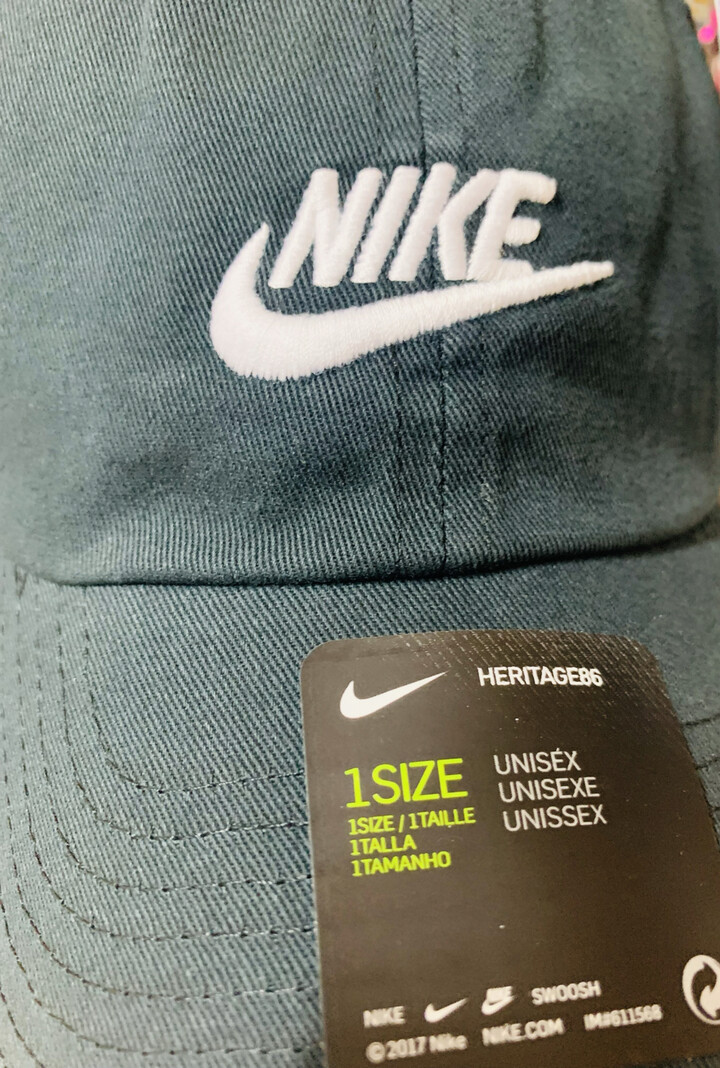 NIKE
HERITAGE86
1SIZE
1SIZE / 1TAILLE
1TALLA
1TAMANHO
UNISÉX
UNISEXE
UNISSEX
NIKE SWOOSH
© 2017 Nike NIKE.COM IM#611568